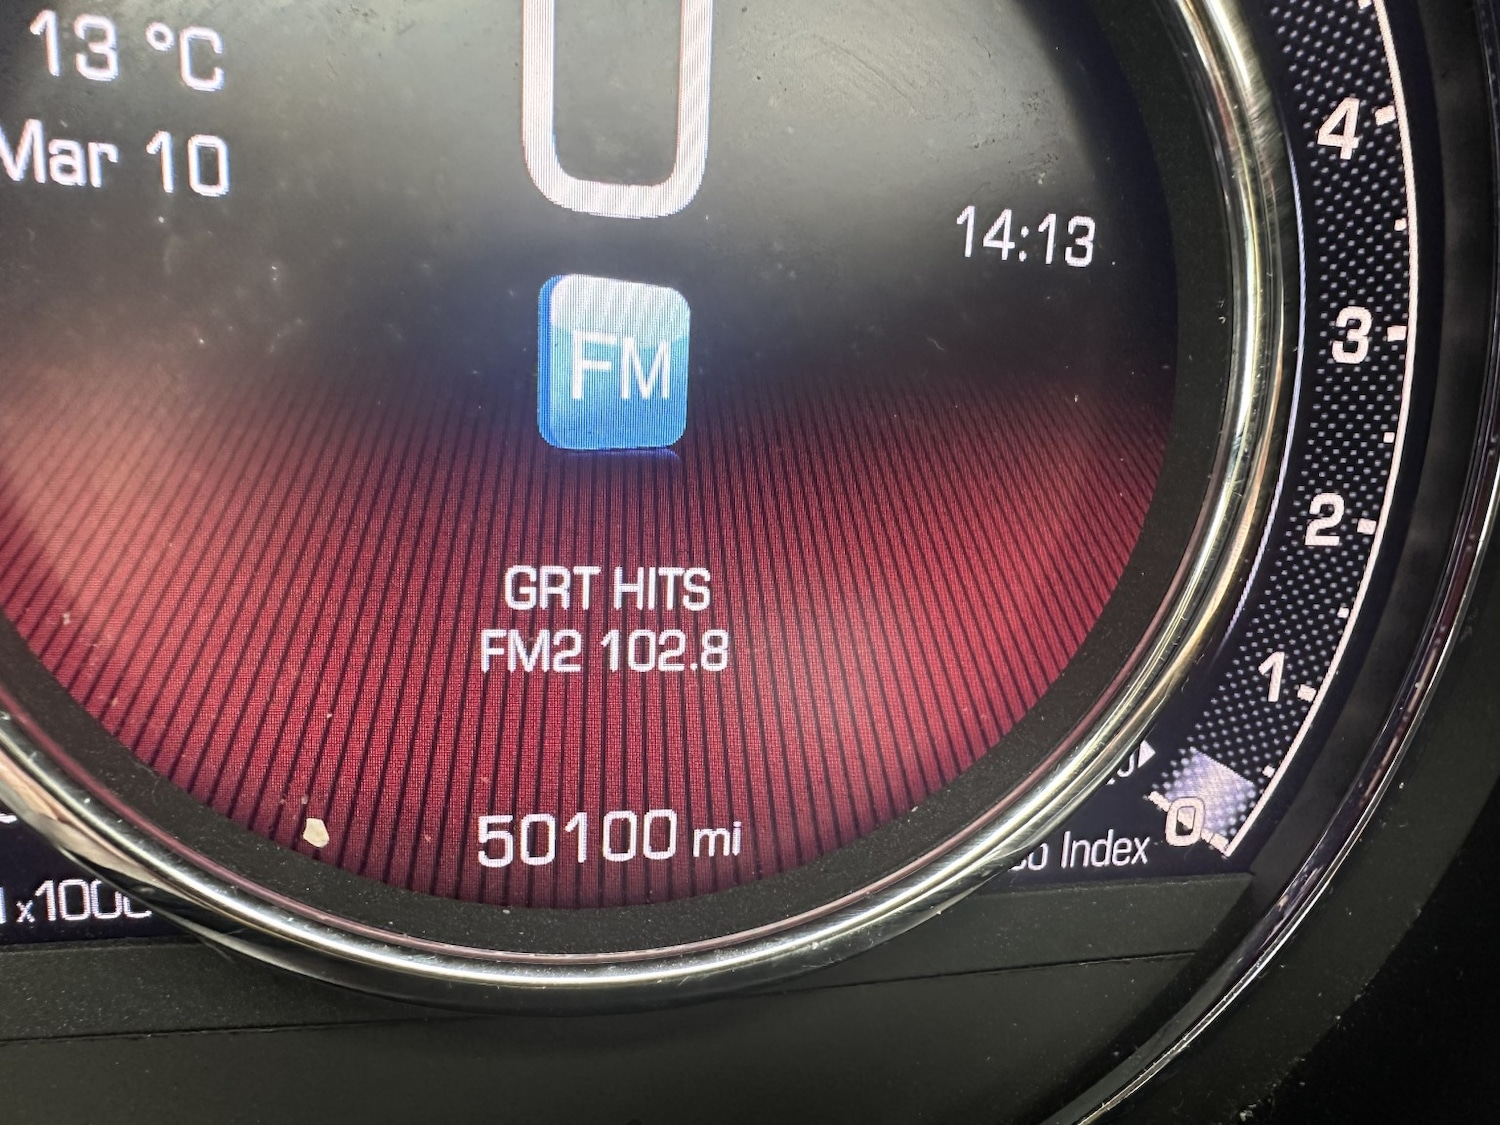 13 °C
Mar 10
0
14:13
FM
GRT HITS
FM2 102.8
50100 mi
4
3
2
1
0
Index